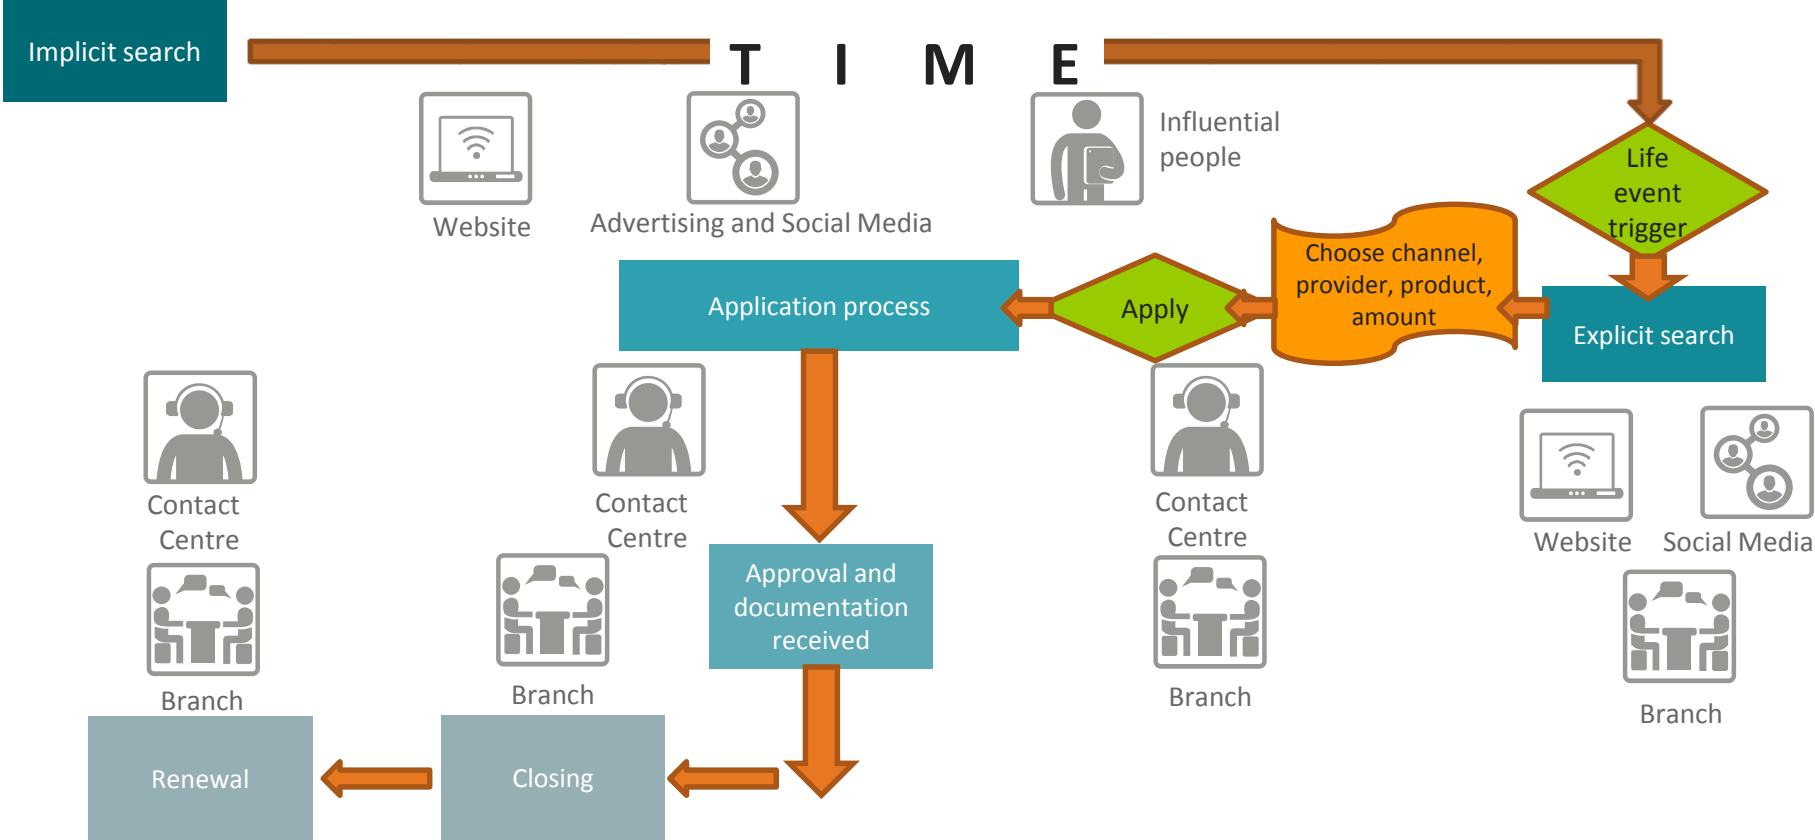 Implicit search
T I M E
Website
Advertising and Social Media
Influential
people
Life
event
trigger
Choose channel,
provider, product,
amount
Apply
Application process
Explicit search
Contact
Centre
Branch
Contact
Centre
Branch
Contact
Centre
Branch
Website
Social Media
Branch
Approval and
documentation
received
Closing
Renewal